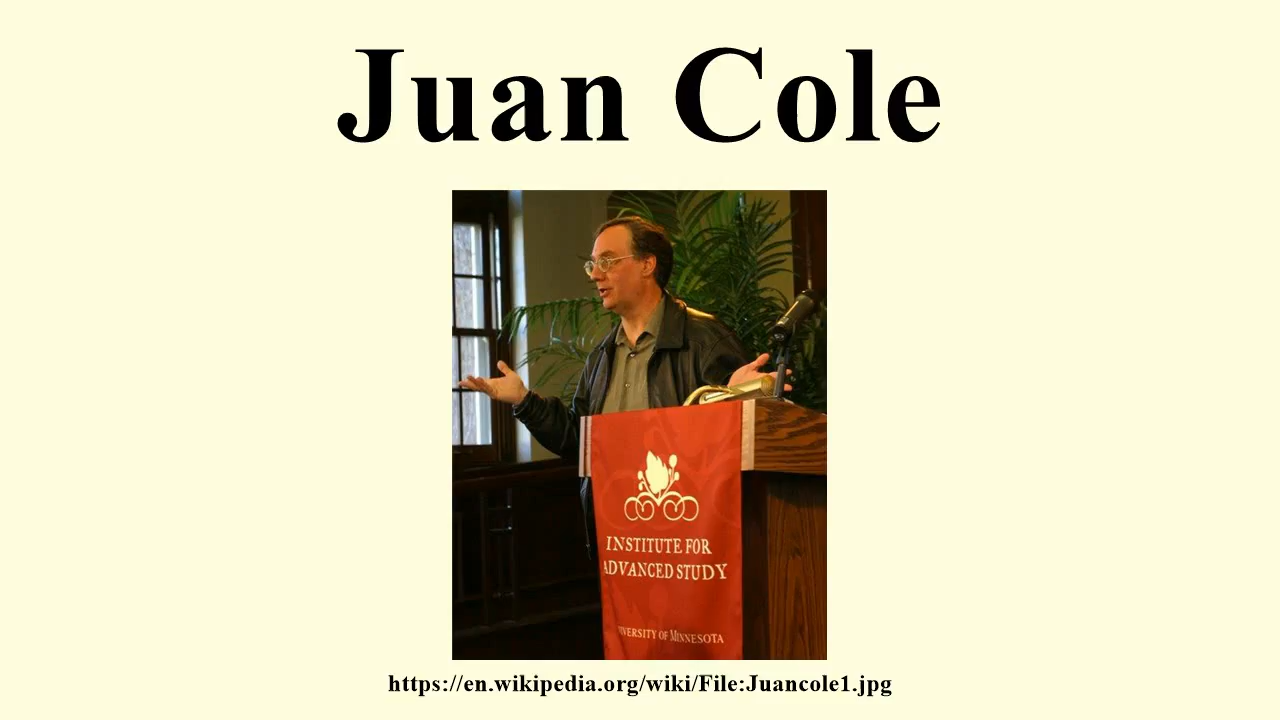 Juan Cole
INSTITUTE FOR
ADVANCED STUDY
UNIVERSITY OF MINNESOTA
https://en.wikipedia.org/wiki/File:Juancole1.jpg